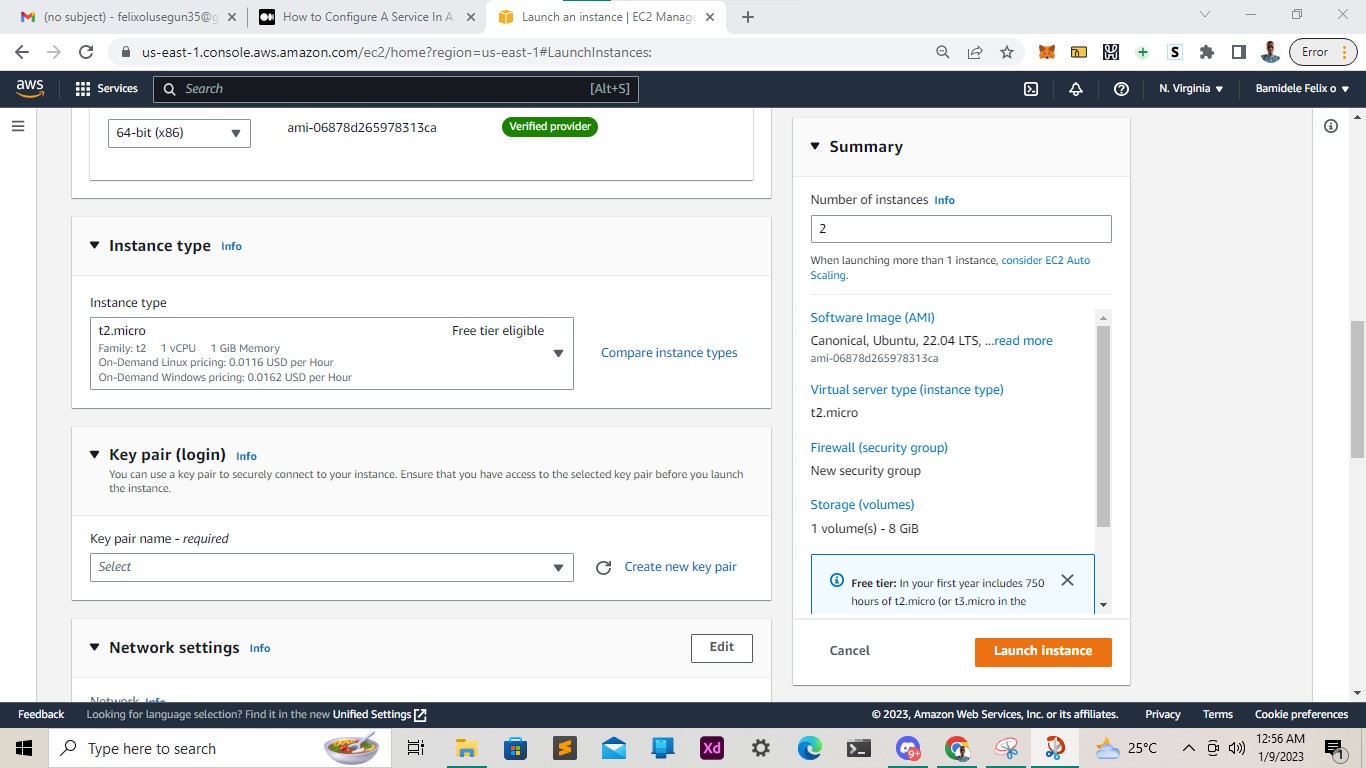 (no subject) - felixolusegun35@g
How to Configure A Service In A
Launch an instance | EC2 Manage
us-east-1.console.aws.amazon.com/ec2/home?region=us-east-1#LaunchInstances:
S
Error
aws
Services
Search
[Alt+S]
N. Virginia
Bamidele Felix o
64-bit (x86)
ami-06878d265978313ca
Verified provider
Instance type Info
Instance type
t2.micro
Free tier eligible
Family: t2 1 vCPU 1 GiB Memory
On-Demand Linux pricing: 0.0116 USD per Hour
On-Demand Windows pricing: 0.0162 USD per Hour
Compare instance types
Key pair (login) Info
You can use a key pair to securely connect to your instance. Ensure that you have access to the selected key pair before you launch
the instance.
Key pair name - required
Select
Create new key pair
Network settings Info
Edit
Network Info
Summary
Number of instances Info
2
When launching more than 1 instance, consider EC2 Auto
Scaling.
Software Image (AMI)
Canonical, Ubuntu, 22.04 LTS, ...read more
ami-06878d265978313ca
Virtual server type (instance type)
t2.micro
Firewall (security group)
New security group
Storage (volumes)
1 volume(s) - 8 GiB
Free tier: In your first year includes 750
hours of t2.micro (or t3.micro in the
Cancel
Launch instance
Feedback
Looking for language selection? Find it in the new Unified Settings
© 2023, Amazon Web Services, Inc. or its affiliates.
Privacy
Terms
Cookie preferences
Type here to search
Xd
9+
25°C
12:56 AM
1/9/2023
1